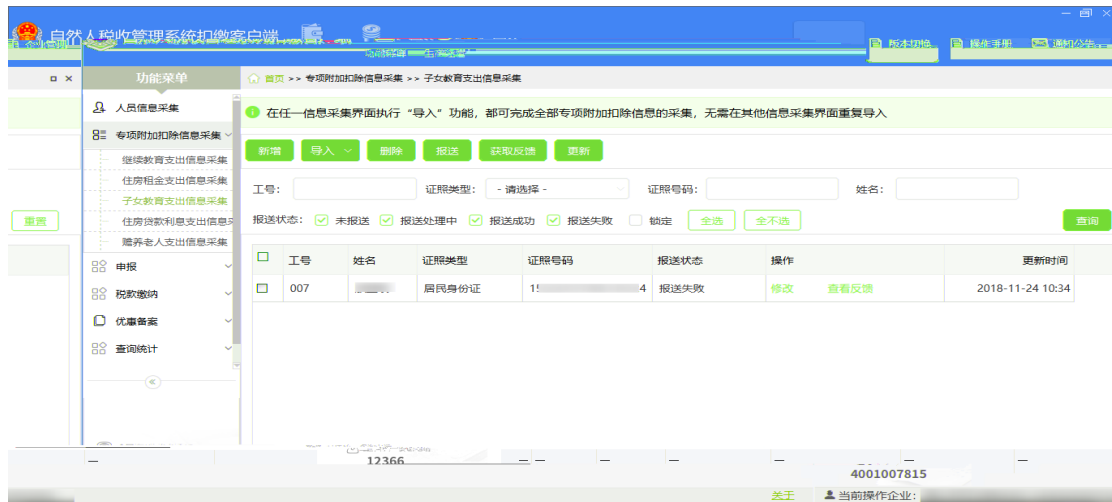 自然人税收管理系统扣缴客户端
版本切换 操作手册 通知公告
功能菜单
首页 >> 专项附加扣除信息采集 >> 子女教育支出信息采集
人员信息采集
在任一信息采集界面执行“导入”功能，都可完成全部专项附加扣除信息的采集，无需在其他信息采集界面重复导入
专项附加扣除信息采集
新增 导入 删除 报送 获取反馈 更新
继续教育支出信息采集
住房租金支出信息采集
工号: 证照类型: - 请选择 - 证照号码: 姓名:
子女教育支出信息采集
重置
住房贷款利息支出信息采
报送状态: 未报送 报送处理中 报送成功 报送失败 锁定 全选 全不选 查询
赡养老人支出信息采集
工号 姓名 证照类型 证照号码 报送状态 操作 更新时间
申报
007 居民身份证 15 4 报送失败 修改 查看反馈 2018-11-24 10:34
税款缴纳
优惠备案
查询统计
12366
4001007815
关于 当前操作企业: